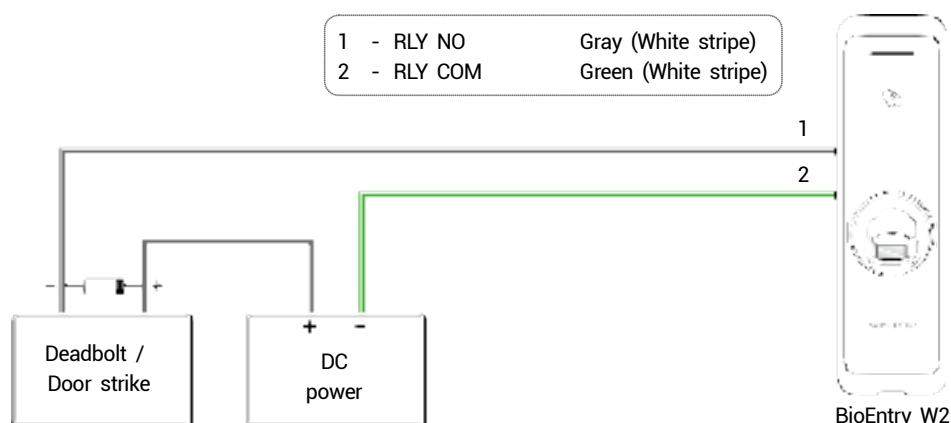 1 - RLY NO Gray (White stripe)
2 - RLY COM Green (White stripe)
1
2
- +
+ -
Deadbolt /
Door strike
DC
power
BioEntry W2